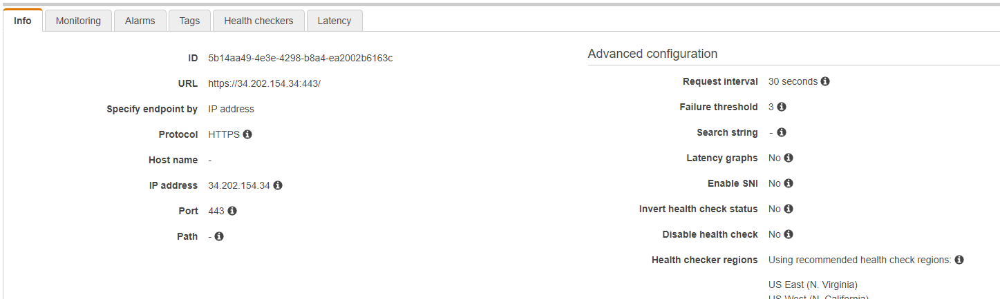 Info Monitoring Alarms Tags Health checkers Latency
ID 5b14aa49-4e3e-4298-b8a4-ea2002b6163c
URL https://34.202.154.34:443/
Specify endpoint by IP address
Protocol HTTPS
Host name -
IP address 34.202.154.34
Port 443
Path -
Advanced configuration
Request interval 30 seconds
Failure threshold 3
Search string -
Latency graphs No
Enable SNI No
Invert health check status No
Disable health check No
Health checker regions Using recommended health check regions:
US East (N. Virginia)
US West (N. California)